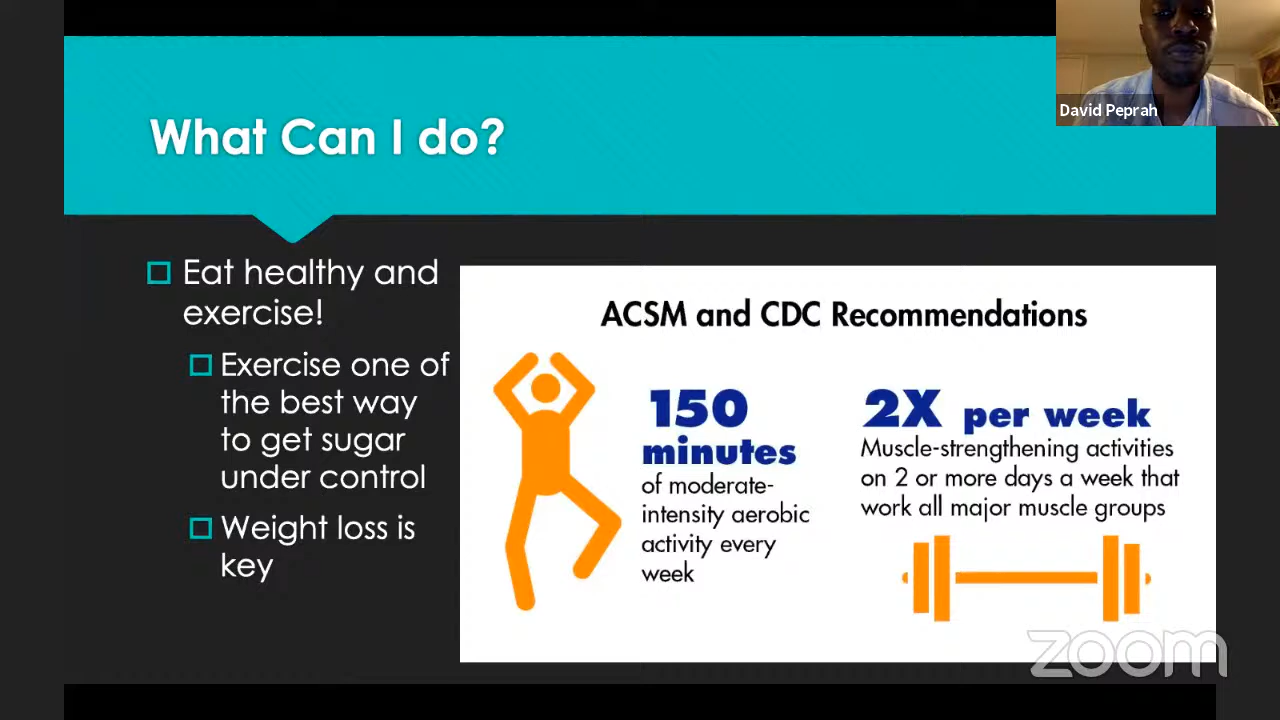 David Peprah
What Can I do?
Eat healthy and
exercise!
Exercise one of
the best way
to get sugar
under control
Weight loss is
key
ACSM and CDC Recommendations
150
minutes
of moderate-
intensity aerobic
activity every
week
2X per week
Muscle-strengthening activities
on 2 or more days a week that
work all major muscle groups
zoom